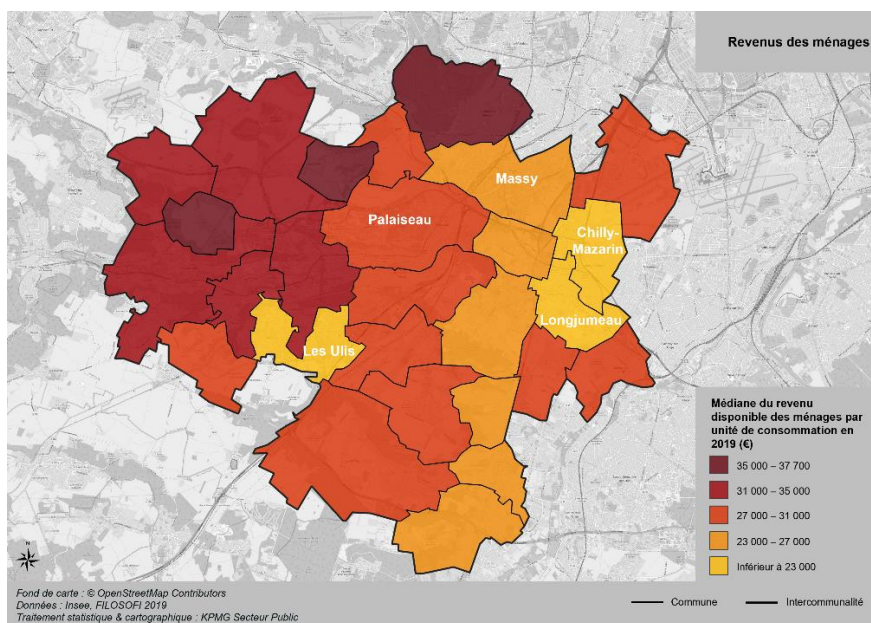 Revenus des ménages
Massy
Palaiseau
Chilly-
Mazarin
Longjumeau
Les Ulis
Médiane du revenu
disponible des ménages par
unité de consommation en
2019 (€)
35 000 – 37 700
31 000 – 35 000
27 000 – 31 000
23 000 – 27 000
Inférieur à 23 000
N
Fond de carte : © OpenStreetMap Contributors
Données : Insee, FILOSOFI 2019
Traitement statistique & cartographique : KPMG Secteur Public
Commune
Intercommunalité